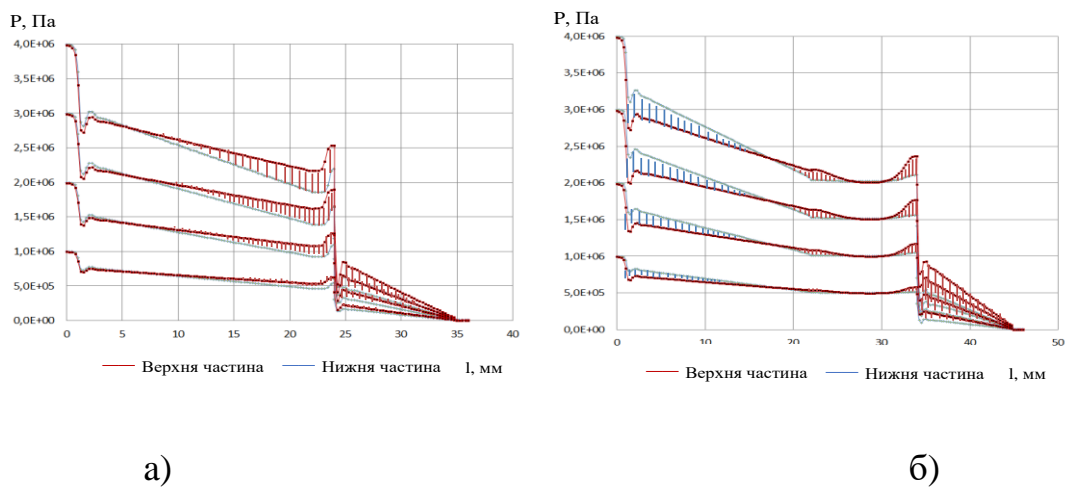 P, Па
4,0E+06
3,5E+06
3,0E+06
2,5E+06
2,0E+06
1,5E+06
1,0E+06
5,0E+05
0,0E+00
0 5 10 15 20 25 30 35 40
Верхня частина Нижня частина l, мм
а)
P, Па
4,0E+06
3,5E+06
3,0E+06
2,5E+06
2,0E+06
1,5E+06
1,0E+06
5,0E+05
0,0E+00
0 10 20 30 40 50
Верхня частина Нижня частина l, мм
б)